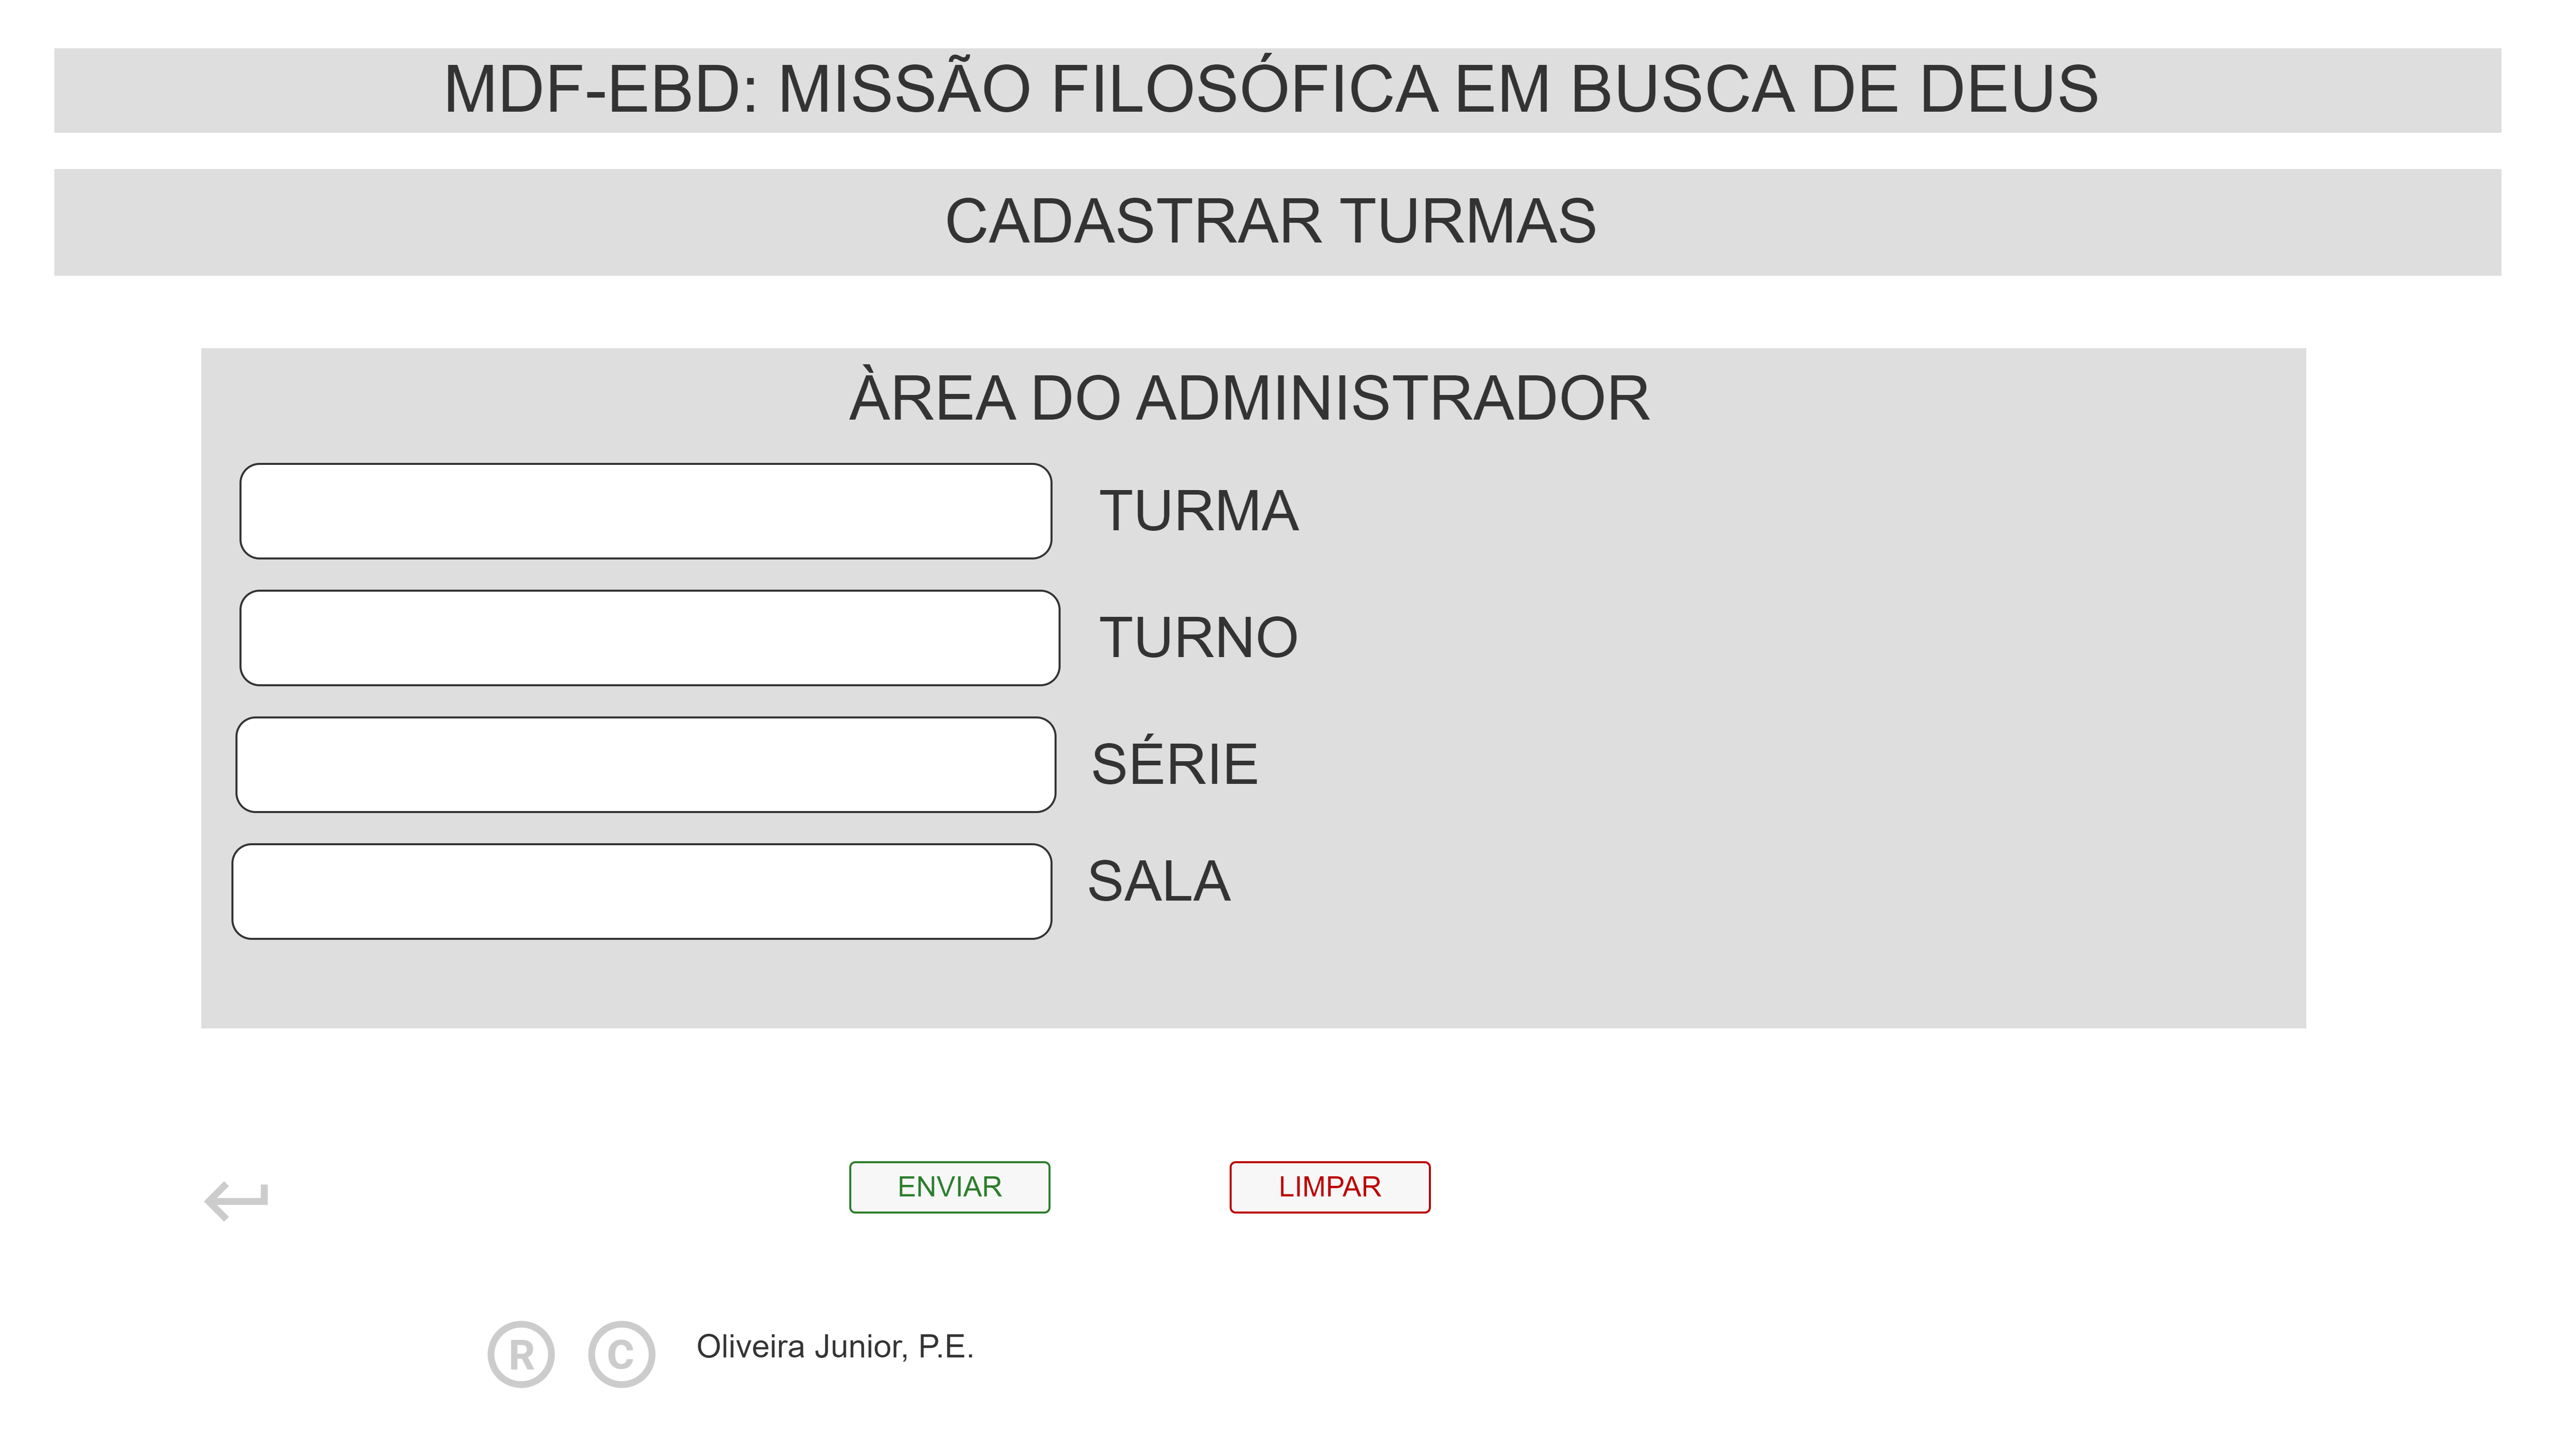 MDF-EBD: MISSÃO FILOSÓFICA EM BUSCA DE DEUS
CADASTRAR TURMAS
ÀREA DO ADMINISTRADOR
TURMA
TURNO
SÉRIE
SALA
ENVIAR
LIMPAR
R C Oliveira Junior, P.E.